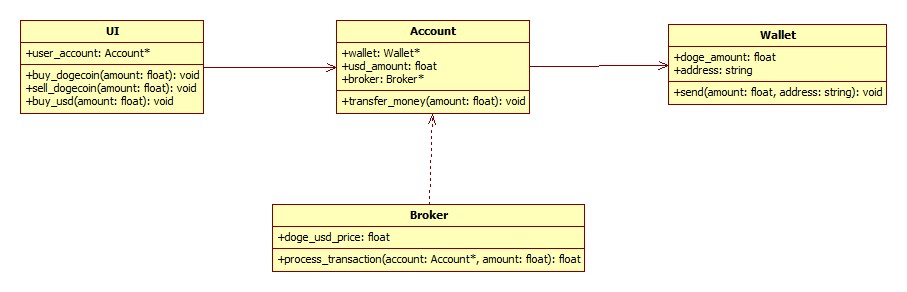 UI
+user_account: Account*
+buy_dogecoin(amount: float): void
+sell_dogecoin(amount: float): void
+buy_usd(amount: float): void
Account
+wallet: Wallet*
+usd_amount: float
+broker: Broker*
+transfer_money(amount: float): void
Wallet
+doge_amount: float
+address: string
+send(amount: float, address: string): void
Broker
+doge_usd_price: float
+process_transaction(account: Account*, amount: float): float